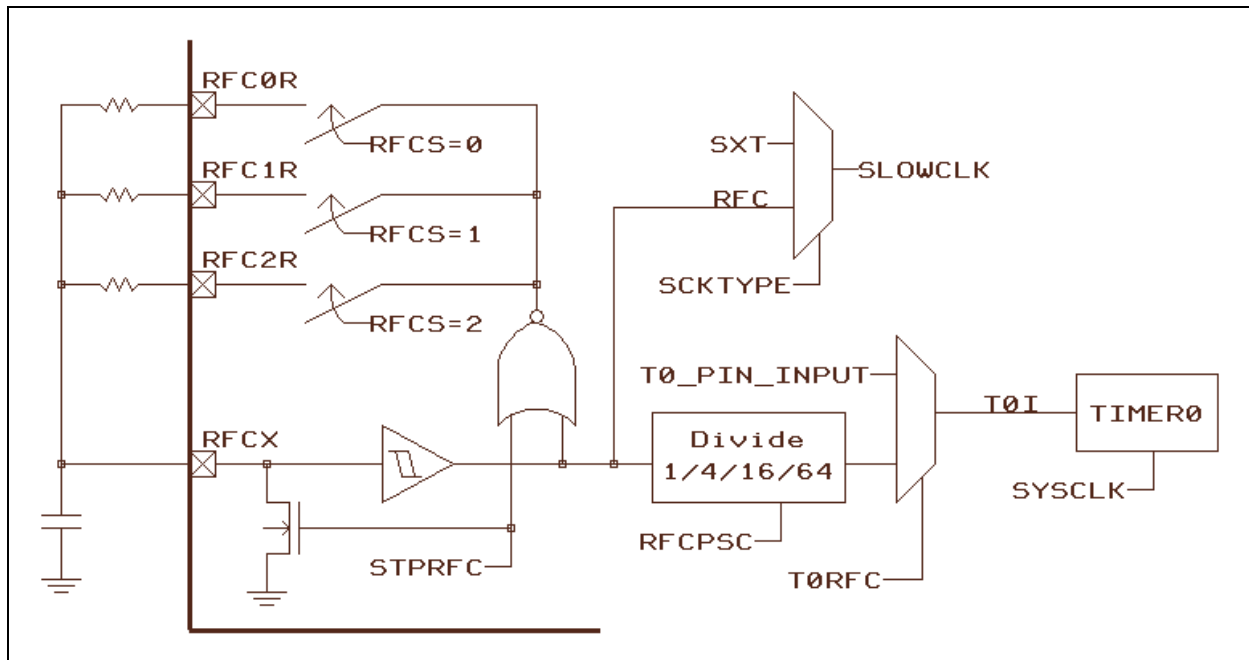 RFC0R
RFCS=0
RFC1R
RFCS=1
RFC2R
RFCS=2
SXT
RFC
SLOWCLK
SCKTYPE
T0_PIN_INPUT
T0I
TIMER0
RFCX
Divide
1/4/16/64
SYSCLK
RFCPSC
STPRFC
T0RFC